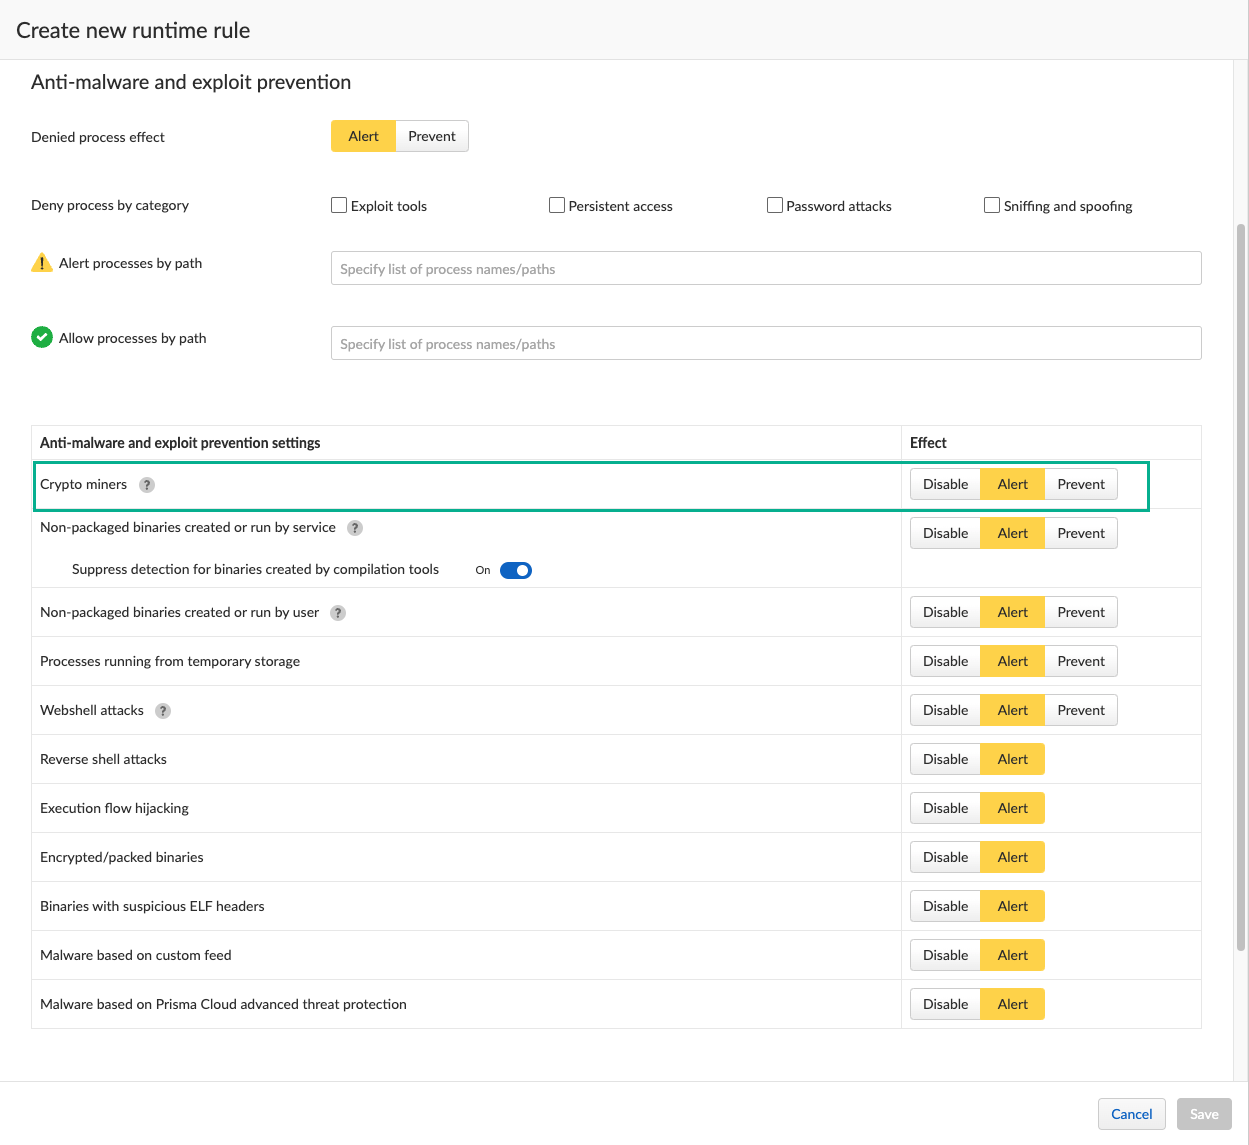 Create new runtime rule
Anti-malware and exploit prevention
Denied process effect Alert Prevent
Deny process by category Exploit tools Persistent access Password attacks Sniffing and spoofing
! Alert processes by path Specify list of process names/paths
Allow processes by path Specify list of process names/paths
Anti-malware and exploit prevention settings Effect
Crypto miners ? Disable Alert Prevent
Non-packaged binaries created or run by service ? Disable Alert Prevent
Suppress detection for binaries created by compilation tools On
Non-packaged binaries created or run by user ? Disable Alert Prevent
Processes running from temporary storage Disable Alert Prevent
Webshell attacks ? Disable Alert Prevent
Reverse shell attacks Disable Alert
Execution flow hijacking Disable Alert
Encrypted/packed binaries Disable Alert
Binaries with suspicious ELF headers Disable Alert
Malware based on custom feed Disable Alert
Malware based on Prisma Cloud advanced threat protection Disable Alert
Cancel Save